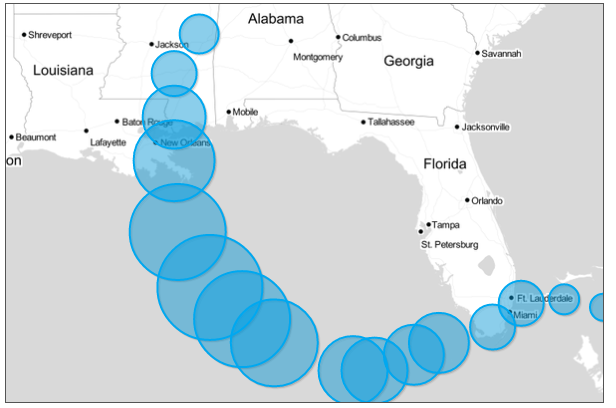 Alabama
Shreveport
Columbus
Jackson
Montgomery
Savannah
Georgia
Louisiana
Mobile
Baton Rouge
Tallahassee
Jacksonville
Beaumont
Lafayette
New Orleans
on
Florida
Orlando
Tampa
St. Petersburg
Ft. Lauderdale
Miami